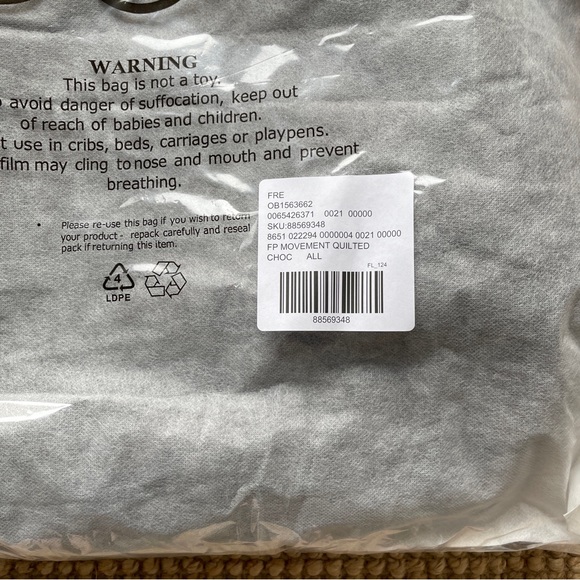 WARNING
This bag is not a toy.
avoid danger of suffocation, keep out
of reach of babies and children.
use in cribs, beds, carriages or playpens.
film may cling to nose and mouth and prevent
breathing.
• Please re-use this bag if you wish to return
your product - repack carefully and reseal
pack if returning this item.
4
LDPE
FRE
OB1563662
0065426371 0021 00000
SKU:88569348
8651 022294 0000004 0021 00000
FP MOVEMENT QUILTED
CHOC ALL
FL_124
88569348